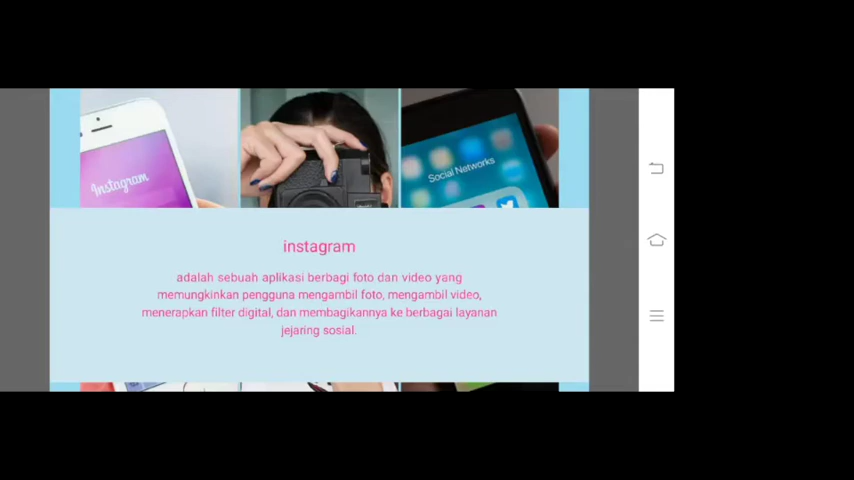 Instagram
Social Networks
instagram
adalah sebuah aplikasi berbagi foto dan video yang
memungkinkan pengguna mengambil foto, mengambil video,
menerapkan filter digital, dan membagikannya ke berbagai layanan
jejaring sosial.